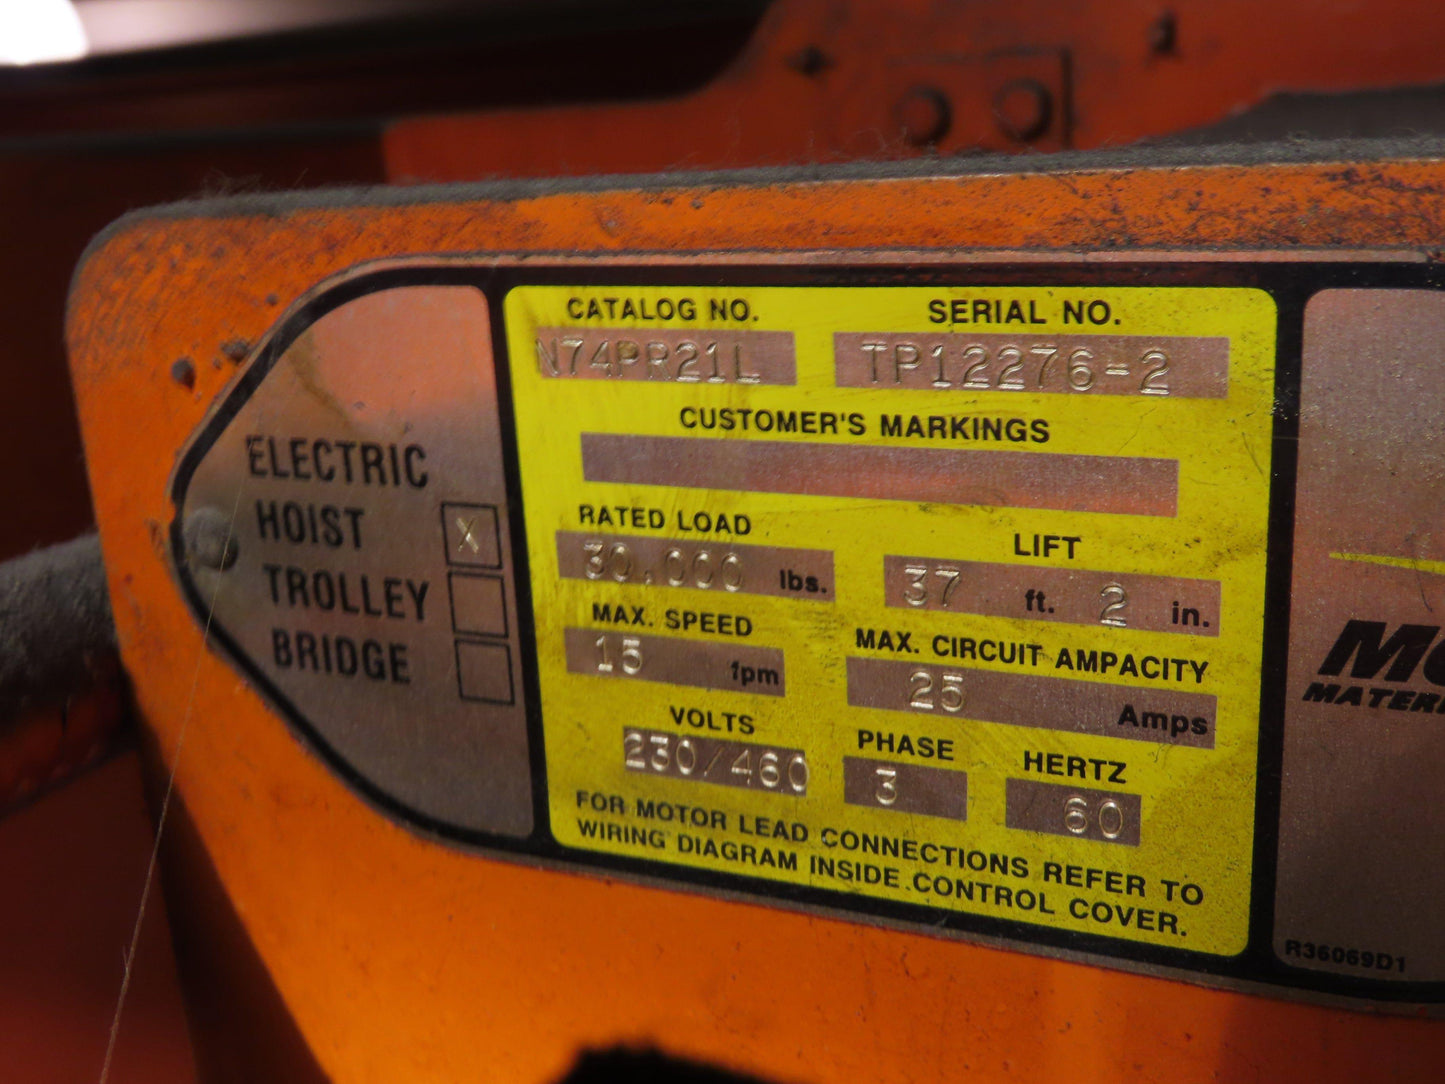 ELECTRIC
HOIST X
TROLLEY
BRIDGE
CATALOG NO. SERIAL NO.
N74PR21L TP12276-2
CUSTOMER'S MARKINGS
RATED LOAD LIFT
30,000 lbs. 37 ft. 2 in.
MAX. SPEED MAX. CIRCUIT AMPACITY
15 fpm 25 Amps
VOLTS PHASE HERTZ
230/460 3 60
FOR MOTOR LEAD CONNECTIONS REFER TO
WIRING DIAGRAM INSIDE CONTROL COVER.
R36069D1